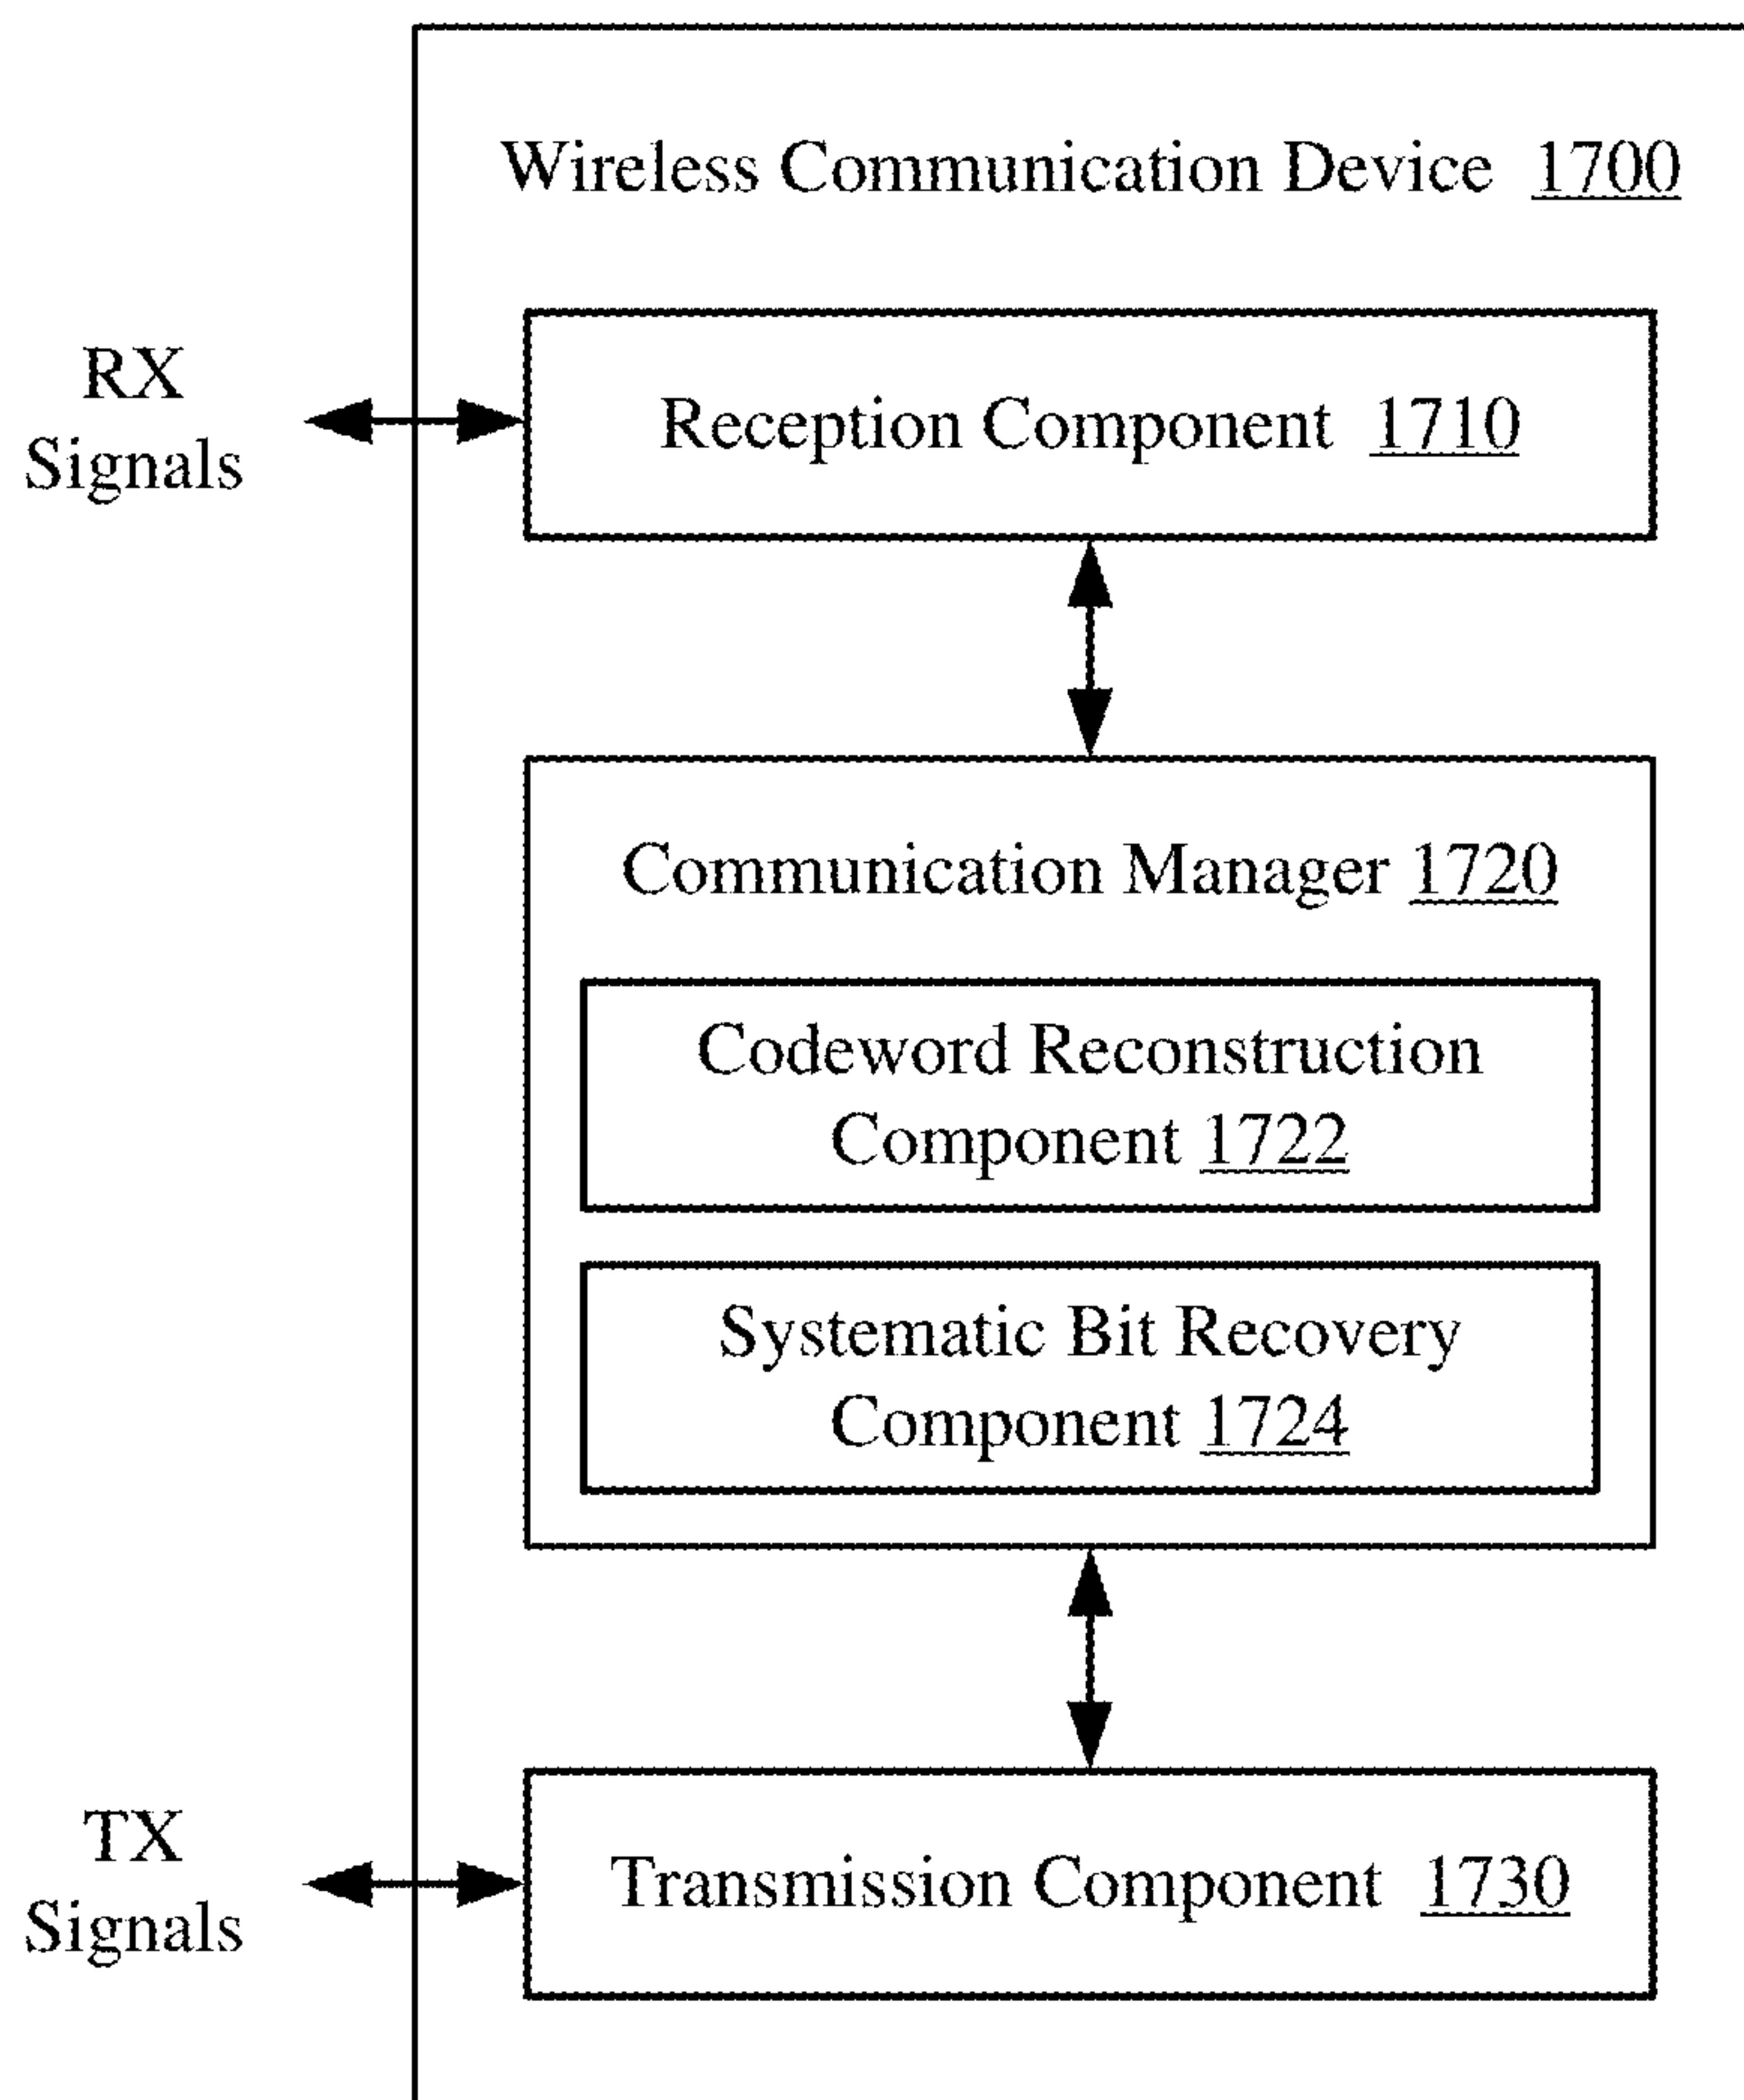 Wireless Communication Device 1700
RX
Signals
Reception Component 1710
Communication Manager 1720
Codeword Reconstruction
Component 1722
Systematic Bit Recovery
Component 1724
TX
Signals
Transmission Component 1730